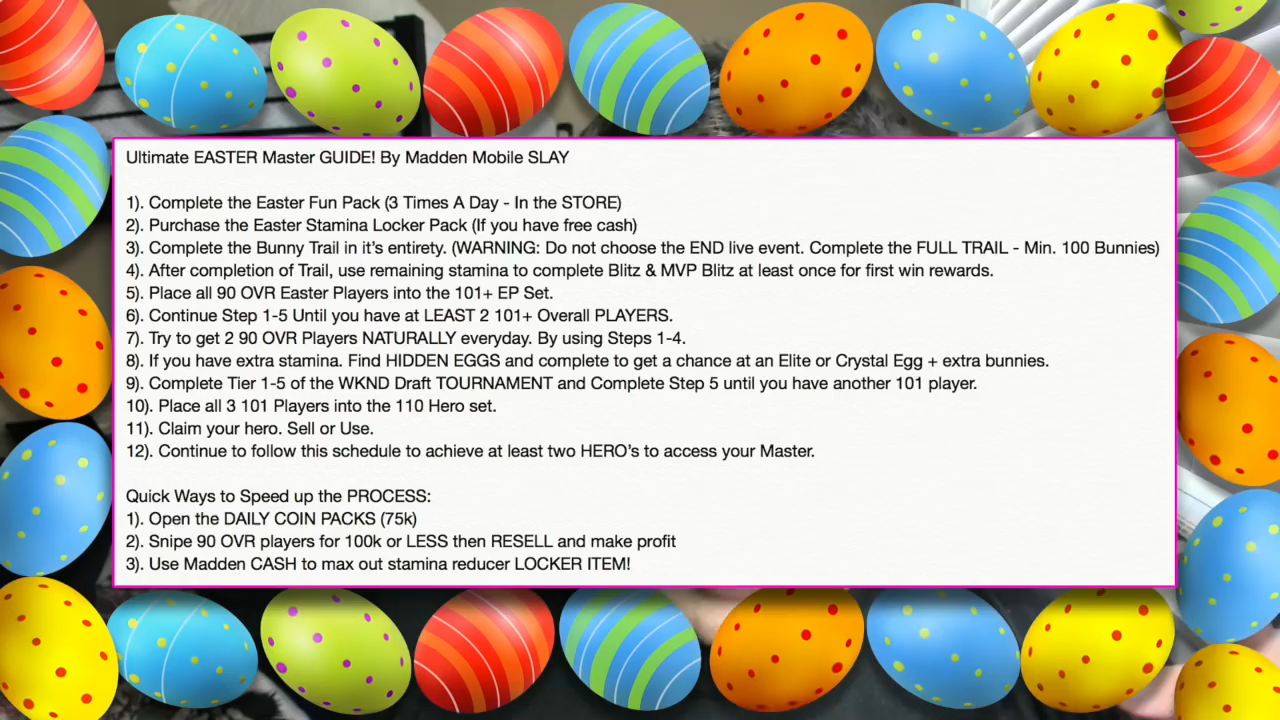 Ultimate EASTER Master GUIDE! By Madden Mobile SLAY
1). Complete the Easter Fun Pack (3 Times A Day - In the STORE)
2). Purchase the Easter Stamina Locker Pack (If you have free cash)
3). Complete the Bunny Trail in it's entirety. (WARNING: Do not choose the END live event. Complete the FULL TRAIL - Min. 100 Bunnies)
4). After completion of Trail, use remaining stamina to complete Blitz & MVP Blitz at least once for first win rewards.
5). Place all 90 OVR Easter Players into the 101+ EP Set.
6). Continue Step 1-5 Until you have at LEAST 2 101+ Overall PLAYERS.
7). Try to get 2 90 OVR Players NATURALLY everyday. By using Steps 1-4.
8). If you have extra stamina. Find HIDDEN EGGS and complete to get a chance at an Elite or Crystal Egg + extra bunnies.
9). Complete Tier 1-5 of the WKND Draft TOURNAMENT and Complete Step 5 until you have another 101 player.
10). Place all 3 101 Players into the 110 Hero set.
11). Claim your hero. Sell or Use.
12). Continue to follow this schedule to achieve at least two HERO's to access your Master.
Quick Ways to Speed up the PROCESS:
1). Open the DAILY COIN PACKS (75k)
2). Snipe 90 OVR players for 100k or LESS then RESELL and make profit
3). Use Madden CASH to max out stamina reducer LOCKER ITEM!